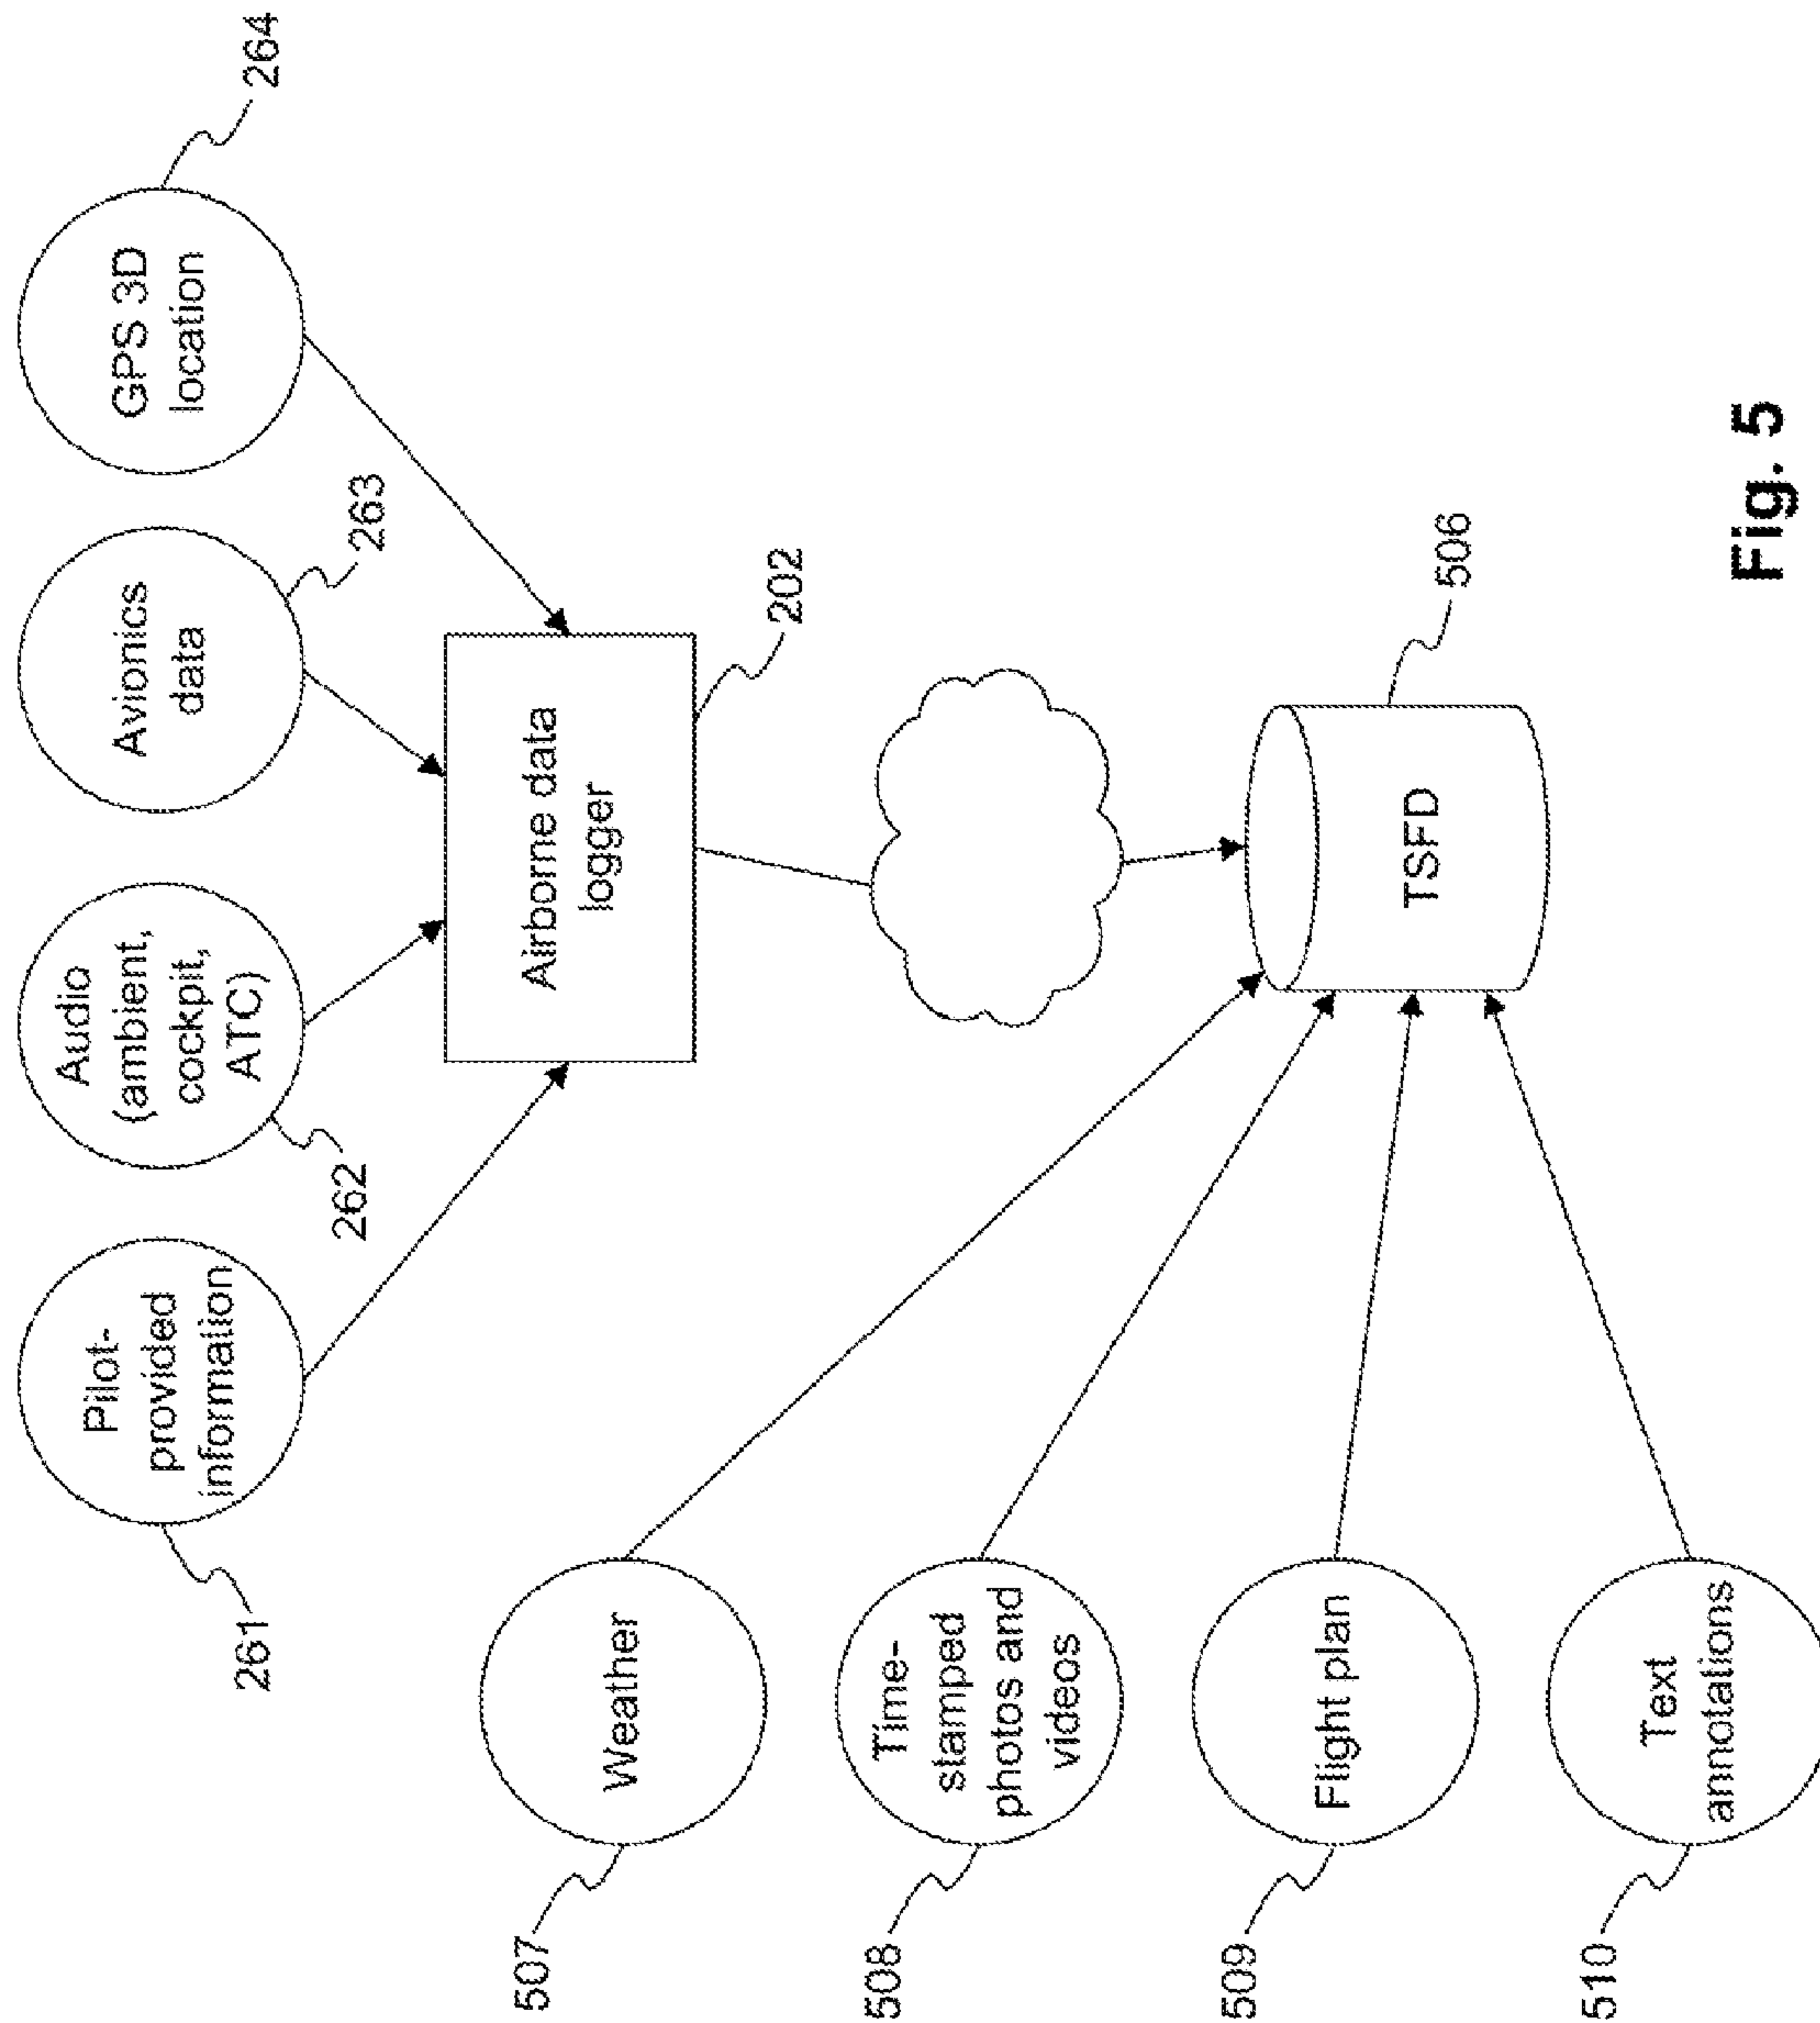 261
Pilot-
provided
information
262
Audio
(ambient,
cockpit,
ATC)
Avionics
data
263
GPS 3D
location
264
Airborne data
logger
202
507
Weather
508
Time-
stamped
photos and
videos
509
Flight plan
510
Text
annotations
TSFD
506
Fig. 5